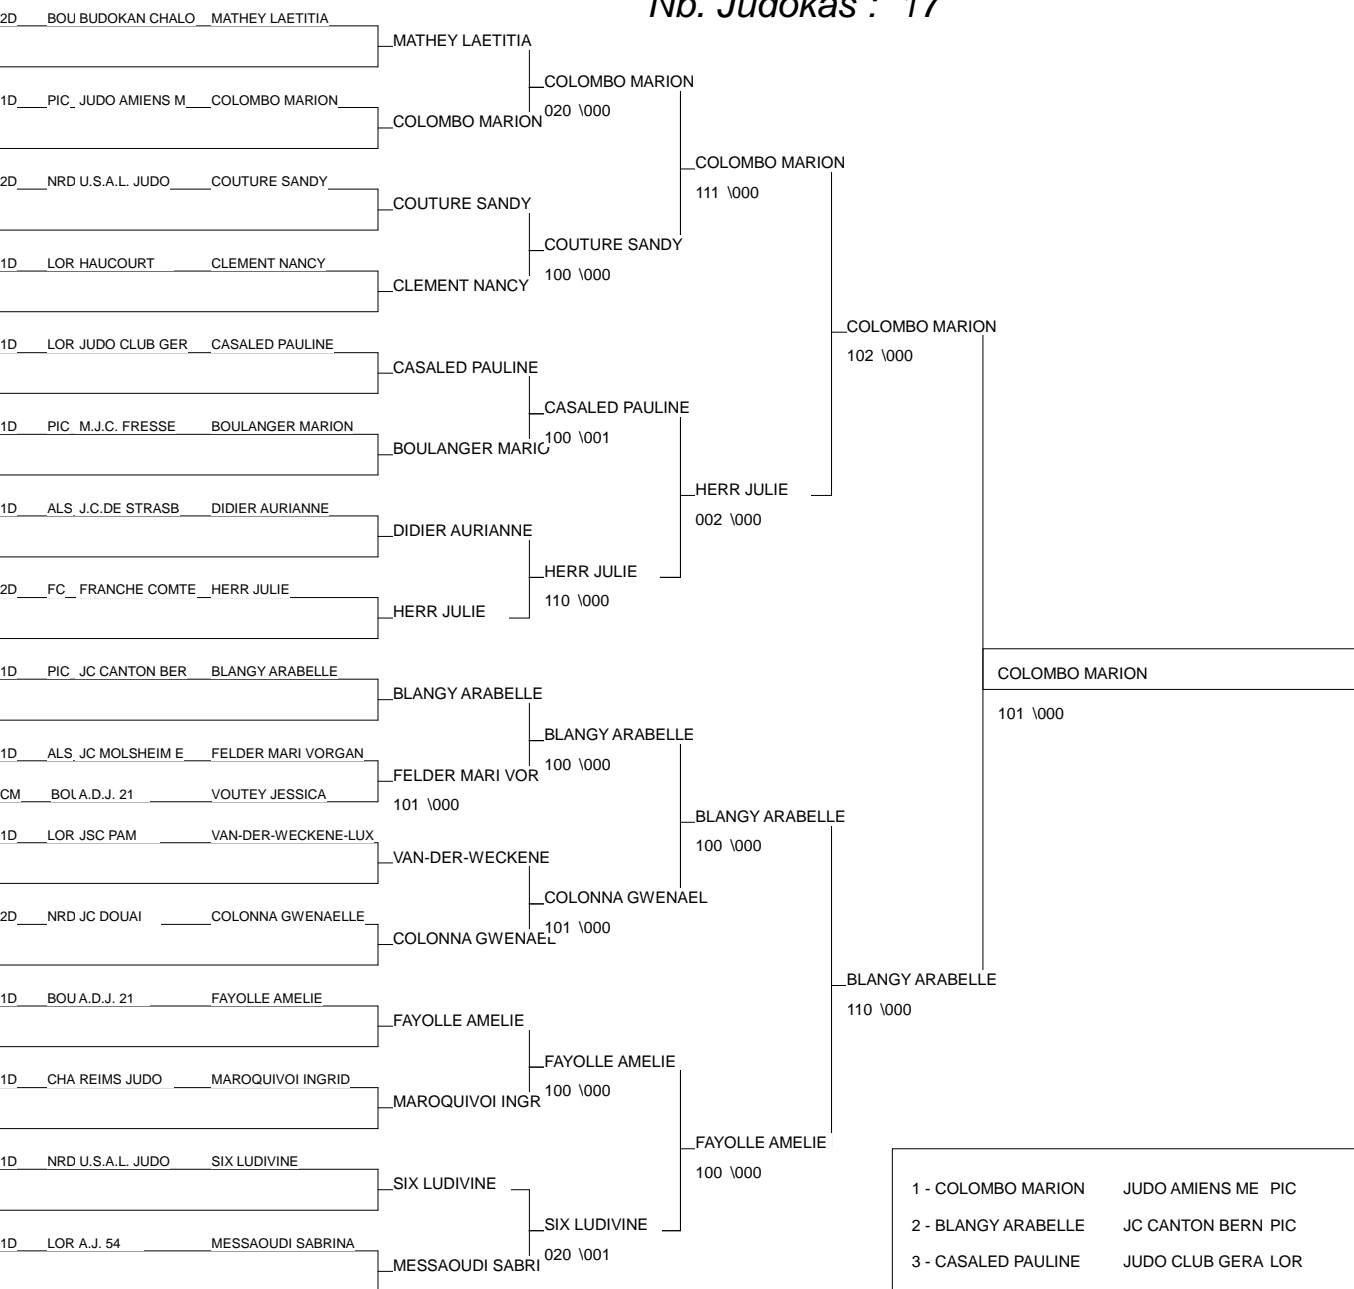 Nb. Judokas : 17
2D BOU BUDOKAN CHALO MATHEY LAETITIA
MATHEY LAETITIA
COLOMBO MARION
020 \000
1D PIC JUDO AMIENS M COLOMBO MARION
COLOMBO MARION
COLOMBO MARION
111 \000
2D NRD U.S.A.L. JUDO COUTURE SANDY
COUTURE SANDY
COUTURE SANDY
100 \000
1D LOR HAUCOURT CLEMENT NANCY
CLEMENT NANCY
COLOMBO MARION
102 \000
1D LOR JUDO CLUB GER CASALED PAULINE
CASALED PAULINE
CASALED PAULINE
100 \001
1D PIC M.J.C. FRESSE BOULANGER MARION
BOULANGER MARIO
HERR JULIE
002 \000
1D ALS J.C.DE STRASB DIDIER AURIANNE
DIDIER AURIANNE
HERR JULIE
110 \000
2D FC FRANCHE COMTE HERR JULIE
HERR JULIE
COLOMBO MARION
101 \000
1D PIC JC CANTON BER BLANGY ARABELLE
BLANGY ARABELLE
BLANGY ARABELLE
100 \000
1D ALS JC MOLSHEIM E FELDER MARI VORGAN
FELDER MARI VOR
101 \000
CM BOU A.D.J. 21 VOUTEY JESSICA
BLANGY ARABELLE
100 \000
1D LOR JSC PAM VAN-DER-WECKENE-LUX
VAN-DER-WECKENE
COLONNA GWENAEL
101 \000
2D NRD JC DOUAI COLONNA GWENAELLE
COLONNA GWENAEL
BLANGY ARABELLE
110 \000
1D BOU A.D.J. 21 FAYOLLE AMELIE
FAYOLLE AMELIE
FAYOLLE AMELIE
100 \000
1D CHA REIMS JUDO MAROQUIVOI INGRID
MAROQUIVOI INGR
FAYOLLE AMELIE
100 \000
1D NRD U.S.A.L. JUDO SIX LUDIVINE
SIX LUDIVINE
SIX LUDIVINE
020 \001
1D LOR A.J. 54 MESSAOUDI SABRINA
MESSAOUDI SABRI
1 - COLOMBO MARION JUDO AMIENS ME PIC
2 - BLANGY ARABELLE JC CANTON BERN PIC
3 - CASALED PAULINE JUDO CLUB GERA LOR